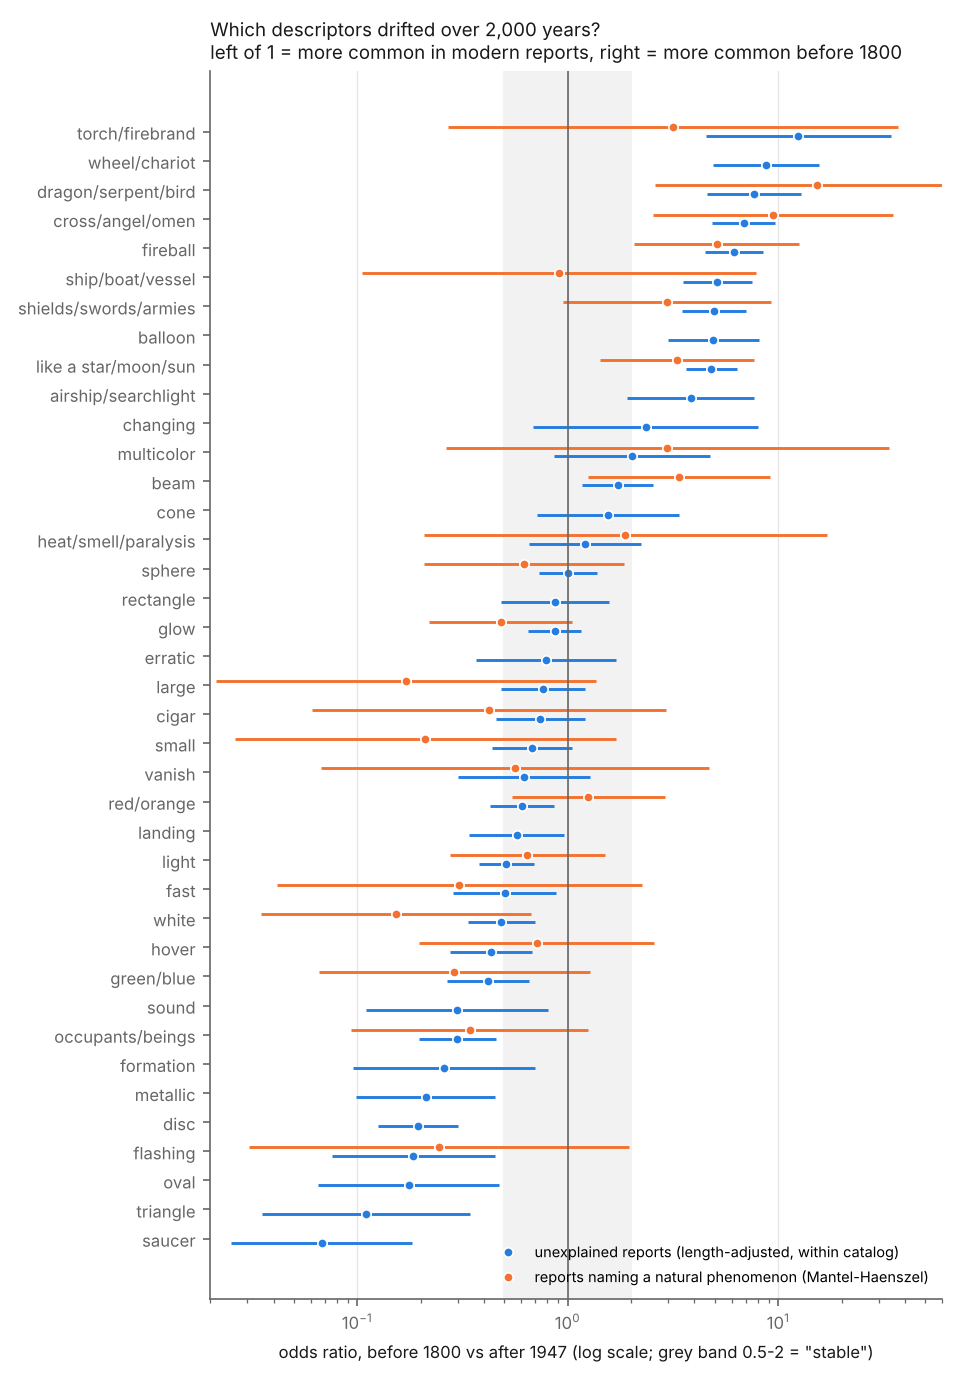 Which descriptors drifted over 2,000 years?
left of 1 = more common in modern reports, right = more common before 1800
torch/firebrand
wheel/chariot
dragon/serpent/bird
cross/angel/omen
fireball
ship/boat/vessel
shields/swords/armies
balloon
like a star/moon/sun
airship/searchlight
changing
multicolor
beam
cone
heat/smell/paralysis
sphere
rectangle
glow
erratic
large
cigar
small
vanish
red/orange
landing
light
fast
white
hover
green/blue
sound
occupants/beings
formation
metallic
disc
flashing
oval
triangle
saucer
unexplained reports (length-adjusted, within catalog)
reports naming a natural phenomenon (Mantel-Haenszel)
10⁻¹ 10⁰ 10¹
odds ratio, before 1800 vs after 1947 (log scale; grey band 0.5-2 = "stable")